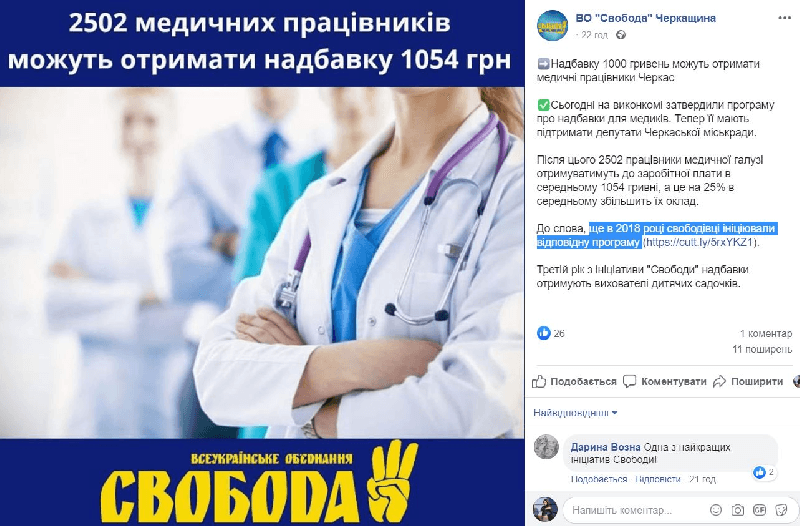 2502 медичних працівників
можуть отримати надбавку 1054 грн
ВСЕУКРАЇНСЬКЕ ОБ'ЄДНАННЯ
СВОБОДА
ВО "Свобода" Черкащина
· 22 год ·
Надбавку 1000 гривень можуть отримати
медичні працівники Черкас
Сьогодні на виконкомі затвердили програму
про надбавки для медиків. Тепер її мають
підтримати депутати Черкаської міськради.
Після цього 2502 працівники медичної галузі
отримуватимуть до заробітної плати в
середньому 1054 гривні, а це на 25% в
середньому збільшить їх оклад.
До слова, ще в 2018 році свободівці ініціювали
відповідну програму (https://cutt.ly/5rxYKZ1).
Третій рік з ініціативи "Свободи" надбавки
отримують вихователі дитячих садочків.
26
1 коментар
11 поширень
Подобається Коментувати Поширити
Найвідповідніші
Дарина Возна Одна з найкращих
ініціатив Свободи!
2
Подобається · Відповісти · 21 год
Напишіть коментар...
GIF